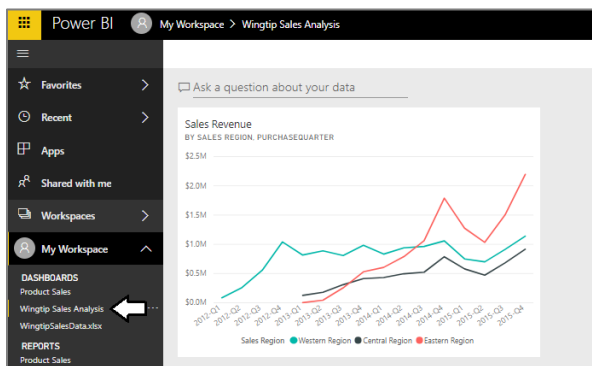 Power BI
My Workspace > Wingtip Sales Analysis
Favorites
Recent
Apps
Shared with me
Workspaces
My Workspace
DASHBOARDS
Product Sales
Wingtip Sales Analysis ...
WingtipSalesData.xlsx
REPORTS
Product Sales
Ask a question about your data
Sales Revenue
BY SALES REGION, PURCHASEQUARTER
$2.5M
$2.0M
$1.5M
$1.0M
$0.5M
$0.0M
2012-Q1 2012-Q2 2012-Q3 2012-Q4 2013-Q1 2013-Q2 2013-Q3 2013-Q4 2014-Q1 2014-Q2 2014-Q3 2014-Q4 2015-Q1 2015-Q2 2015-Q3 2015-Q4
Sales Region Western Region Central Region Eastern Region